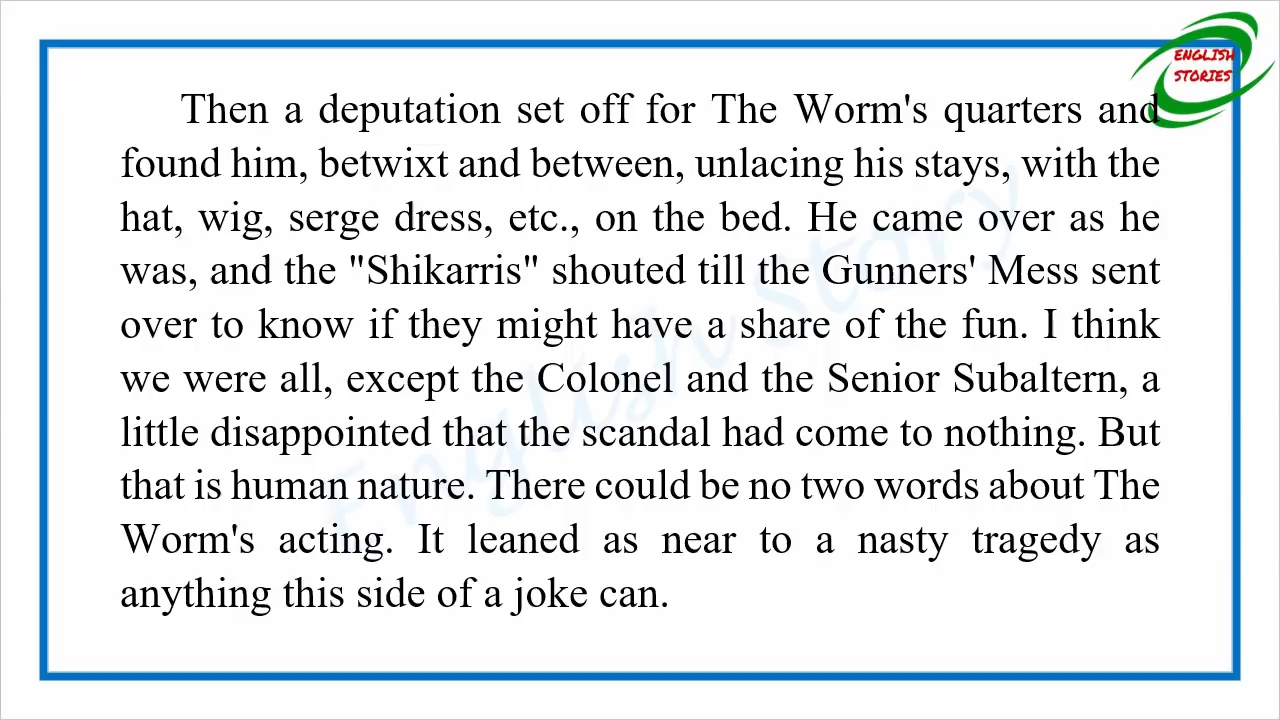 ENGLISH
STORIES
Then a deputation set off for The Worm's quarters and
found him, betwixt and between, unlacing his stays, with the
hat, wig, serge dress, etc., on the bed. He came over as he
was, and the "Shikarris" shouted till the Gunners' Mess sent
over to know if they might have a share of the fun. I think
we were all, except the Colonel and the Senior Subaltern, a
little disappointed that the scandal had come to nothing. But
that is human nature. There could be no two words about The
Worm's acting. It leaned as near to a nasty tragedy as
anything this side of a joke can.
English Story